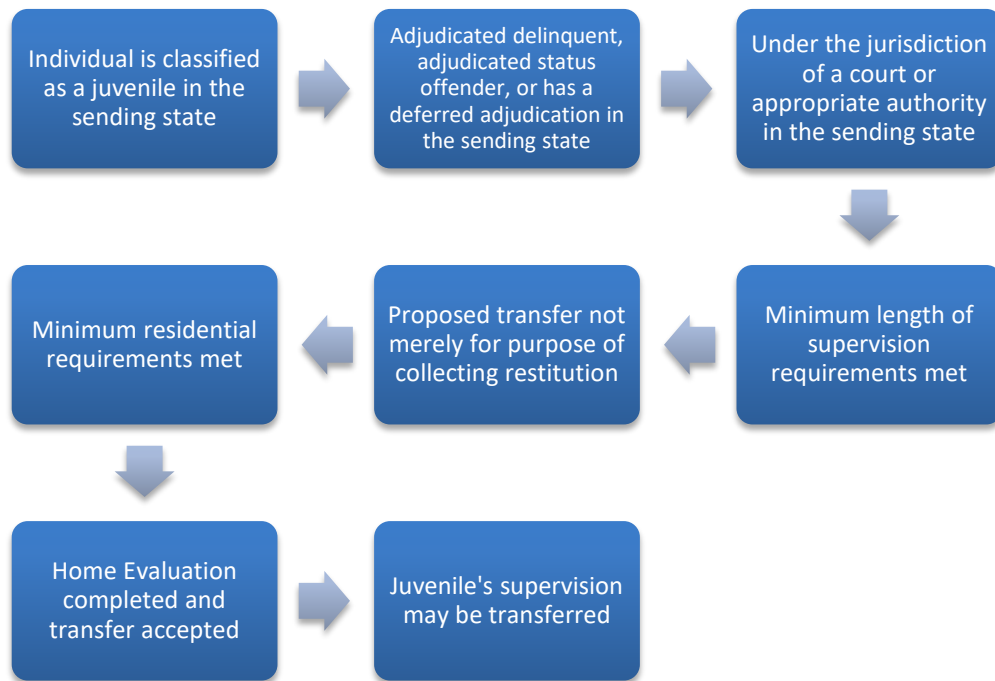 Individual is classified
as a juvenile in the
sending state
Adjudicated delinquent,
adjudicated status
offender, or has a
deferred adjudication in
the sending state
Under the jurisdiction
of a court or
appropriate authority
in the sending state
Minimum length of
supervision
requirements met
Proposed transfer not
merely for purpose of
collecting restitution
Minimum residential
requirements met
Home Evaluation
completed and
transfer accepted
Juvenile's supervision
may be transferred